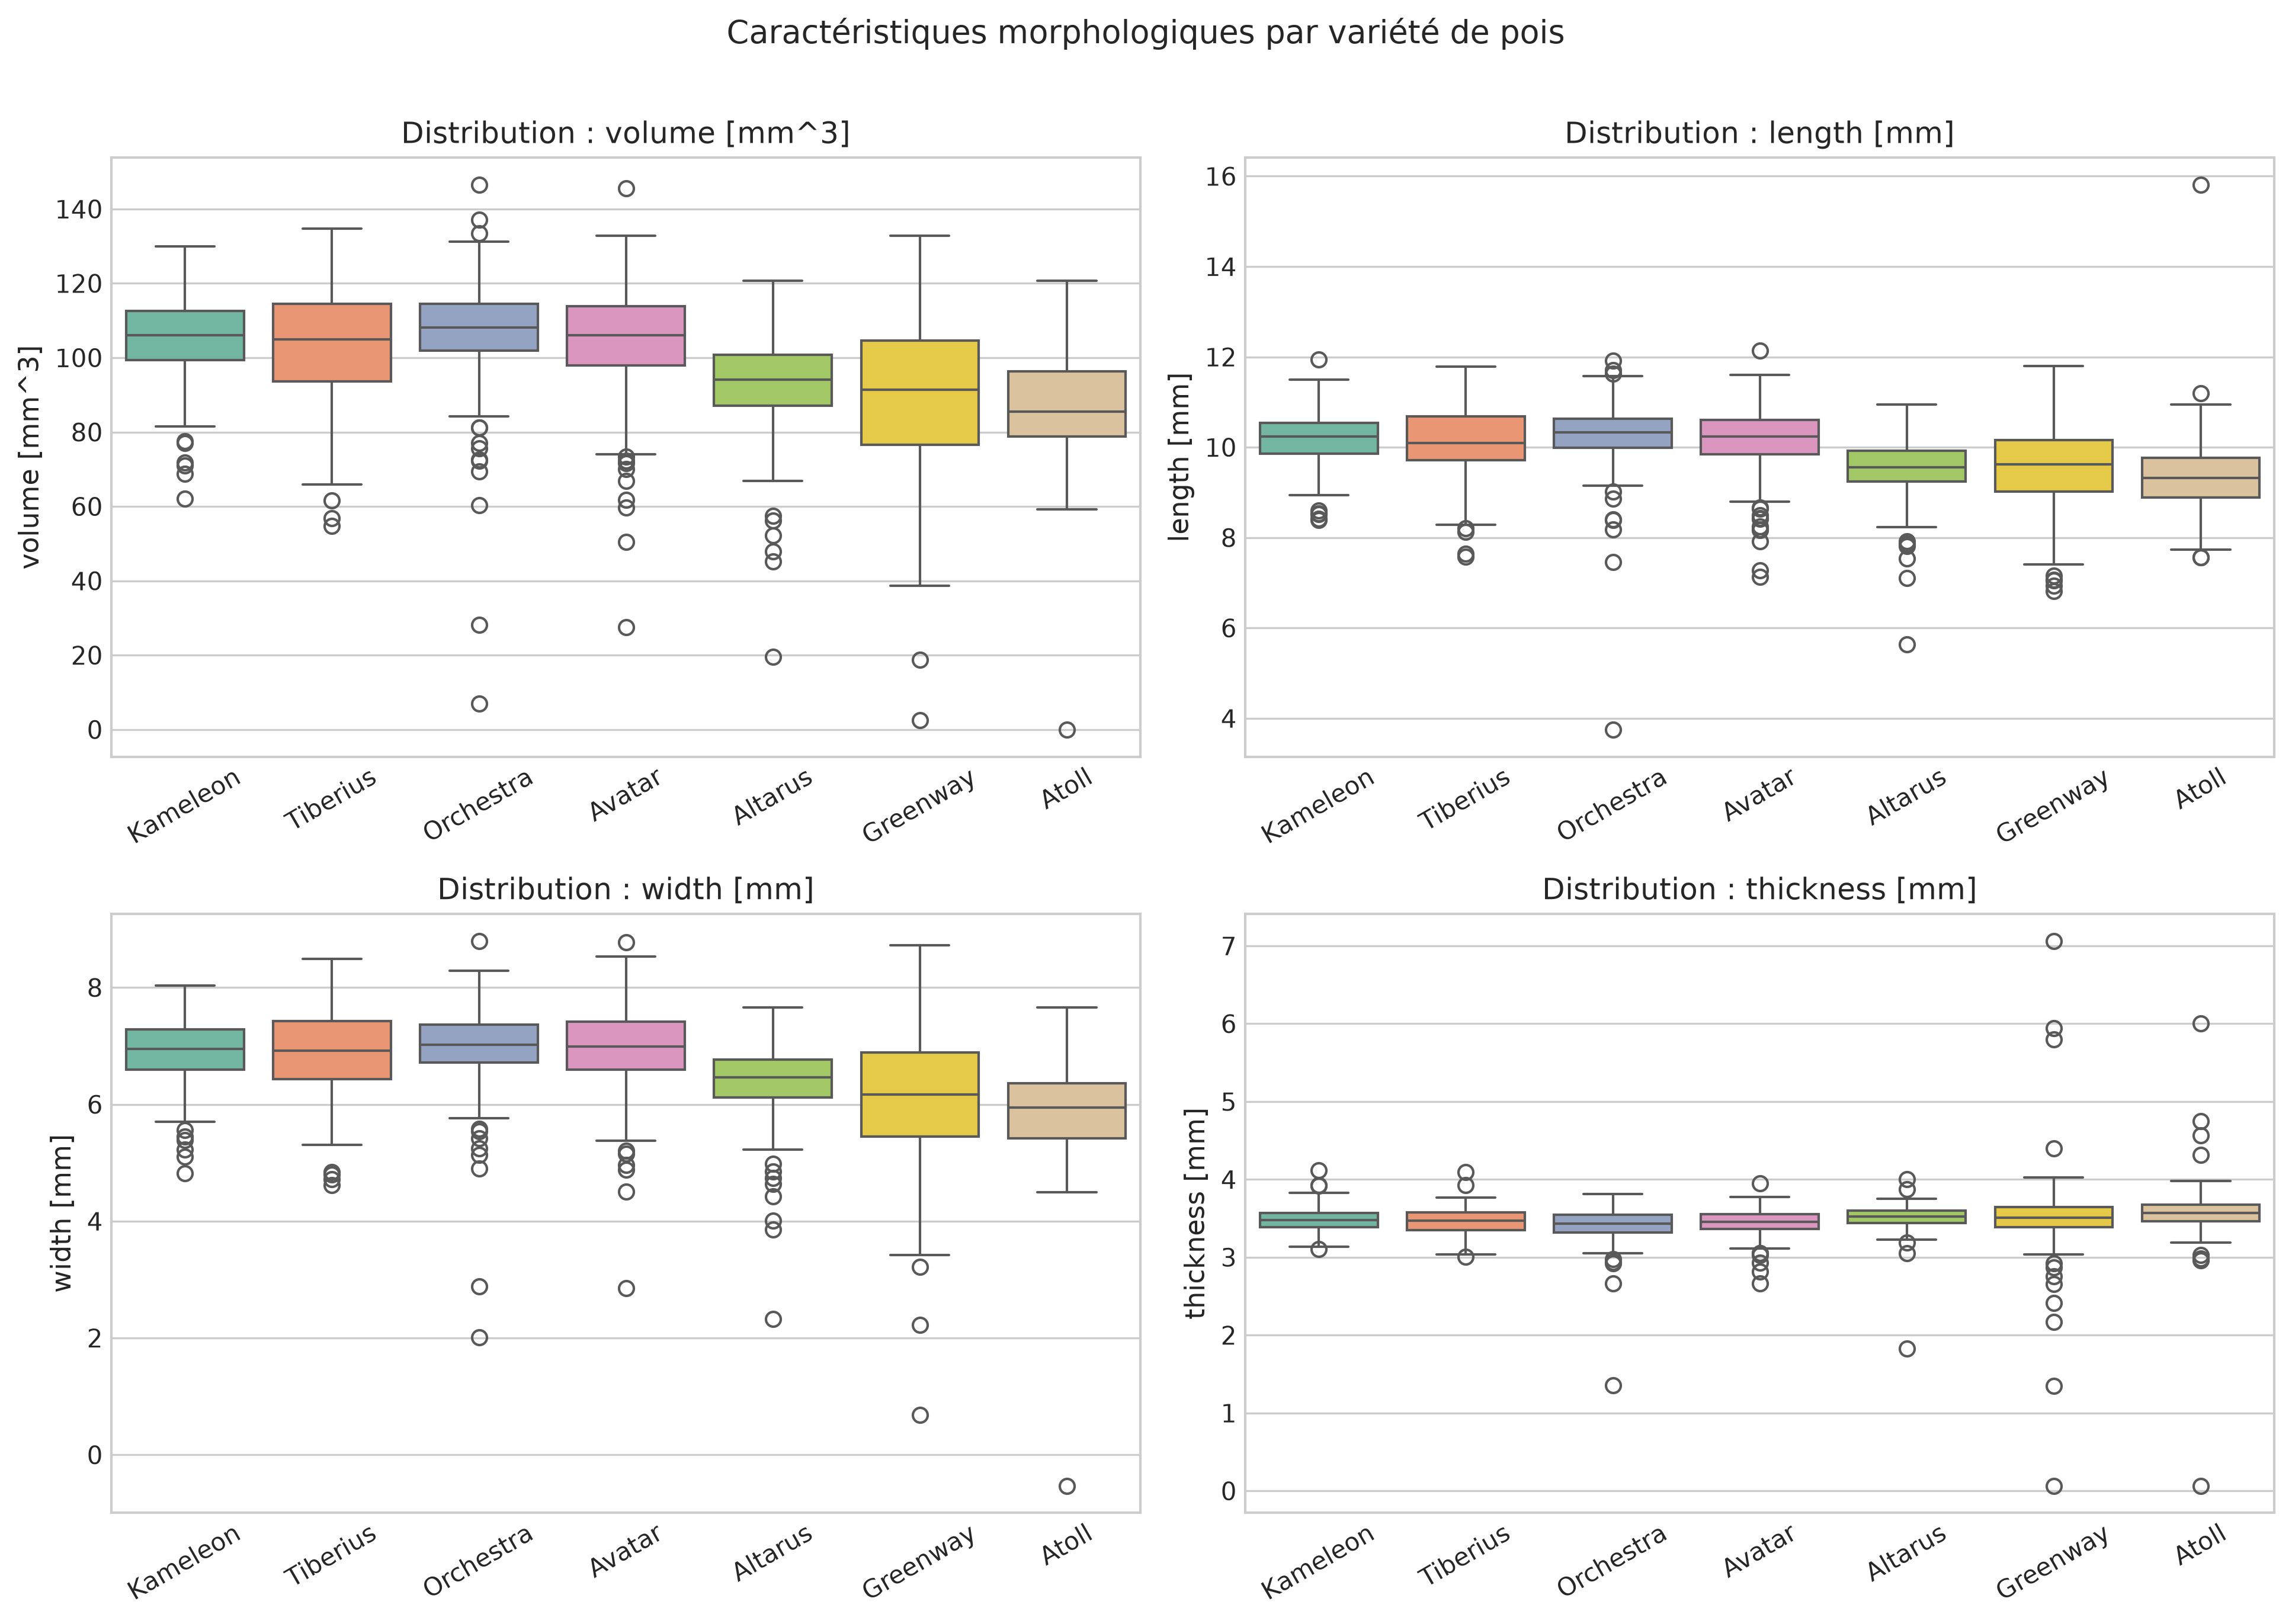 Caractéristiques morphologiques par variété de pois
Distribution : volume [mm^3]
volume [mm^3]
140
120
100
80
60
40
20
0
Kameleon
Tiberius
Orchestra
Avatar
Altarus
Greenway
Atoll
Distribution : length [mm]
length [mm]
16
14
12
10
8
6
4
Kameleon
Tiberius
Orchestra
Avatar
Altarus
Greenway
Atoll
Distribution : width [mm]
width [mm]
8
6
4
2
0
Kameleon
Tiberius
Orchestra
Avatar
Altarus
Greenway
Atoll
Distribution : thickness [mm]
thickness [mm]
7
6
5
4
3
2
1
0
Kameleon
Tiberius
Orchestra
Avatar
Altarus
Greenway
Atoll